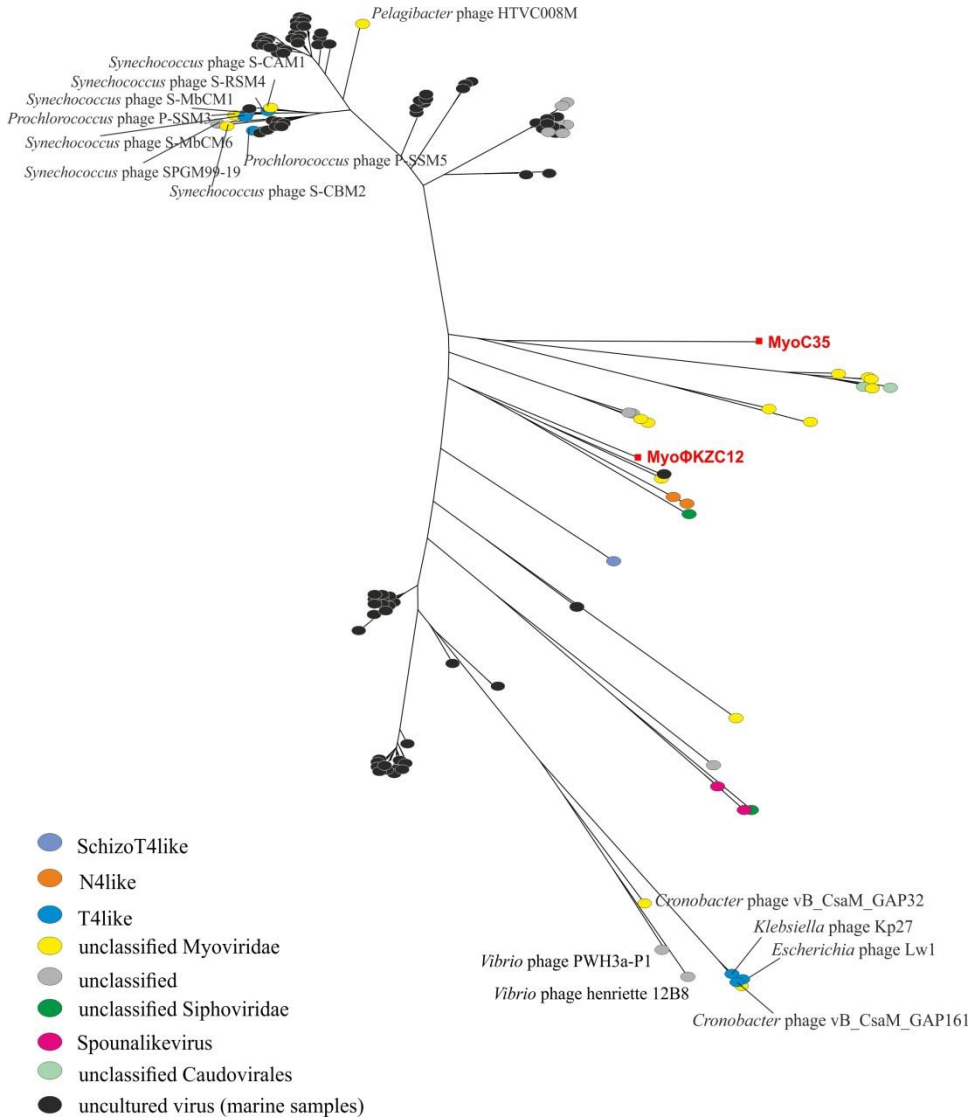 Pelagibacter phage HTVC008M
Synechococcus phage S-CAM1
Synechococcus phage S-RSM4
Synechococcus phage S-MbCM1
Prochlorococcus phage P-SSM3
Synechococcus phage S-MbCM6
Prochlorococcus phage P-SSM5
Synechococcus phage SPGM99-19
Synechococcus phage S-CBM2
MyoC35
MyoΦKZC12
SchizoT4like
N4like
T4like
unclassified Myoviridae
unclassified
unclassified Siphoviridae
Spounalikevirus
unclassified Caudovirales
uncultured virus (marine samples)
Cronobacter phage vB_CsaM_GAP32
Klebsiella phage Kp27
Escherichia phage Lw1
Vibrio phage PWH3a-P1
Vibrio phage henriette 12B8
Cronobacter phage vB_CsaM_GAP161